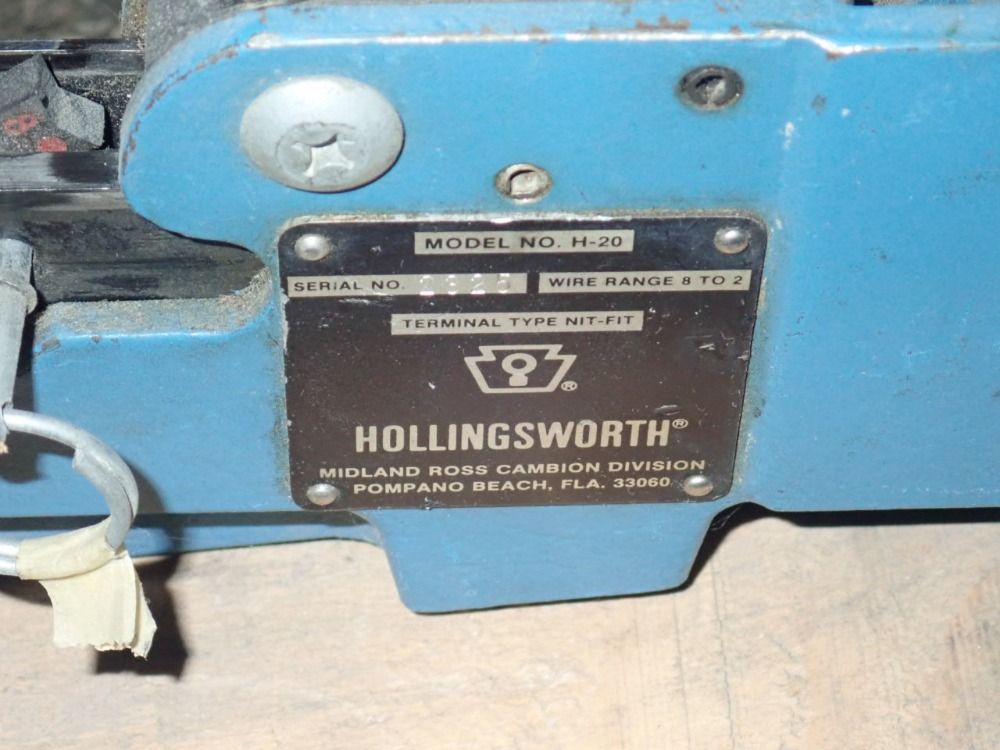 MODEL NO. H-20
SERIAL NO. 2825 WIRE RANGE 8 TO 2
TERMINAL TYPE NIT-FIT
®
HOLLINGSWORTH®
MIDLAND ROSS CAMBION DIVISION
POMPANO BEACH, FLA. 33060